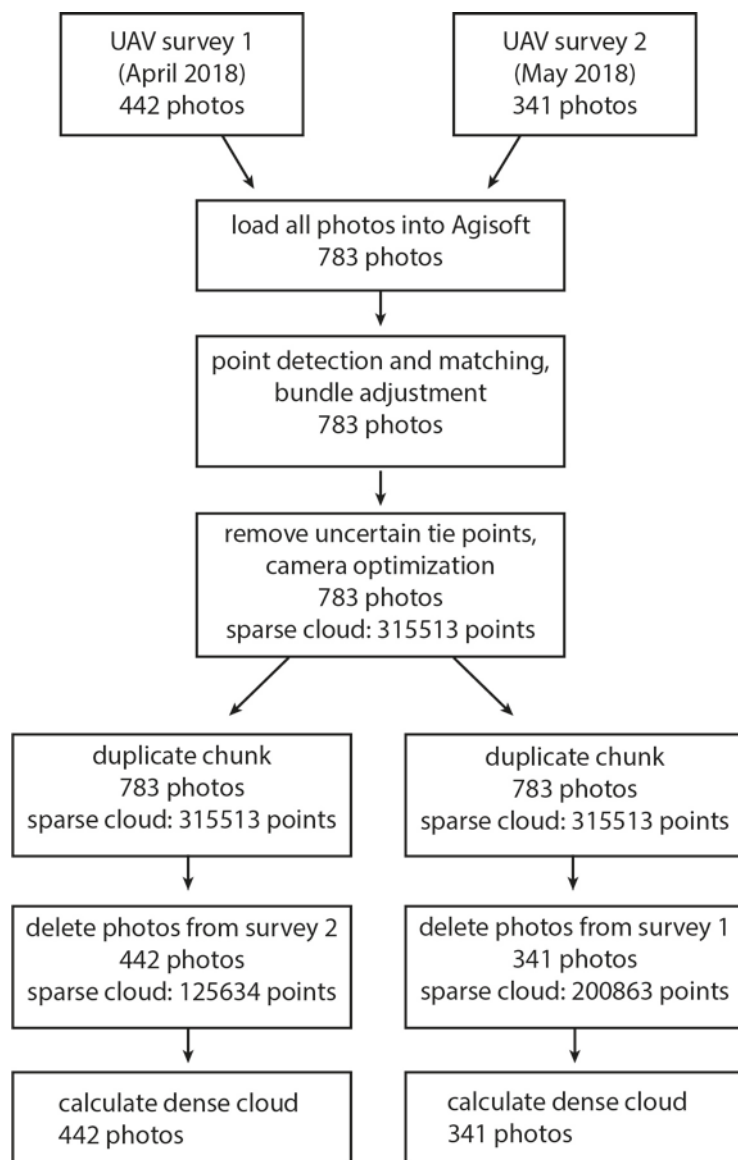 UAV survey 1
(April 2018)
442 photos
UAV survey 2
(May 2018)
341 photos
load all photos into Agisoft
783 photos
point detection and matching,
bundle adjustment
783 photos
remove uncertain tie points,
camera optimization
783 photos
sparse cloud: 315513 points
duplicate chunk
783 photos
sparse cloud: 315513 points
duplicate chunk
783 photos
sparse cloud: 315513 points
delete photos from survey 2
442 photos
sparse cloud: 125634 points
delete photos from survey 1
341 photos
sparse cloud: 200863 points
calculate dense cloud
442 photos
calculate dense cloud
341 photos